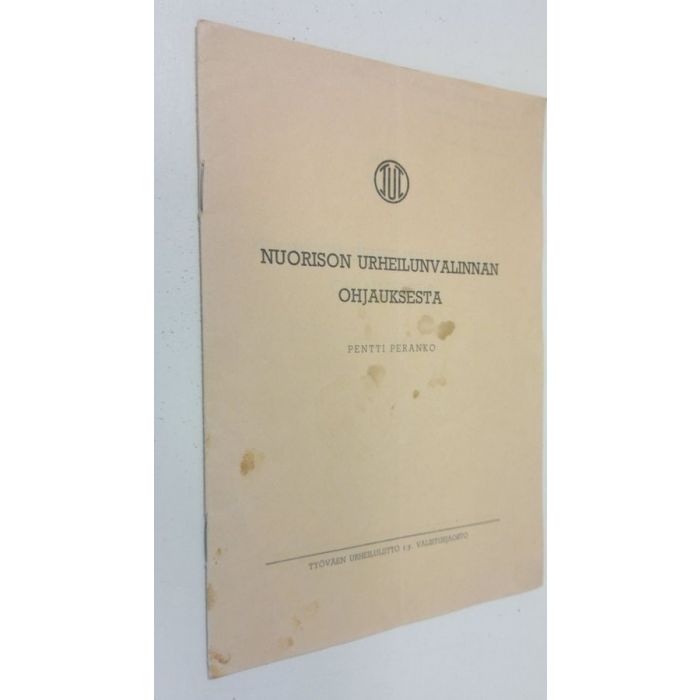 TUL
NUORISON URHEILUNVALINNAN
OHJAUKSESTA
PENTTI PERANKO
TYÖVÄEN URHEILULIITTO r.y. VALISTUSJAOSTO